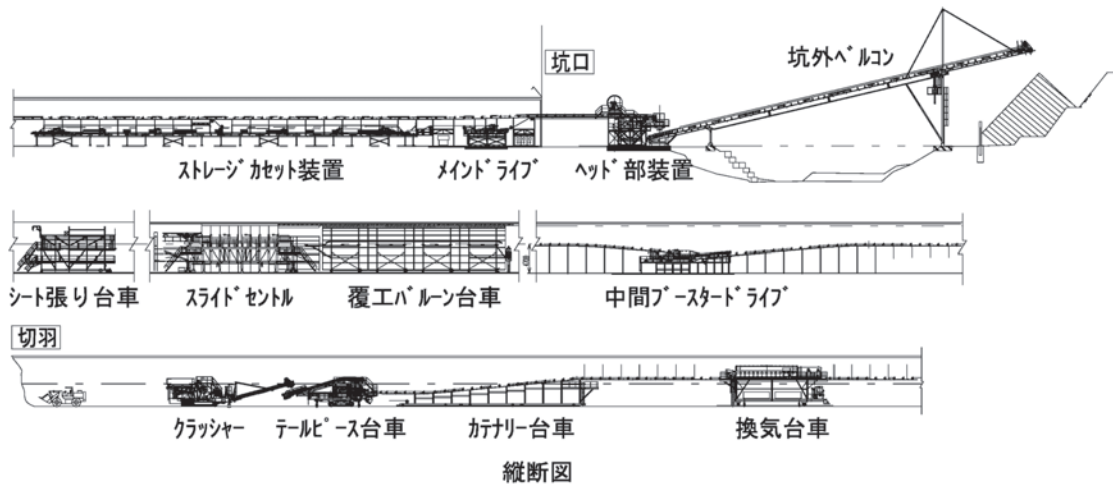 坑口
坑外ベルコン
ストレージカセット装置
メインドライブ
ヘッド部装置
シート張り台車
スライドセントル
覆工バルーン台車
中間ブースタードライブ
切羽
クラッシャー
テールピース台車
カテナリー台車
換気台車
縦断図